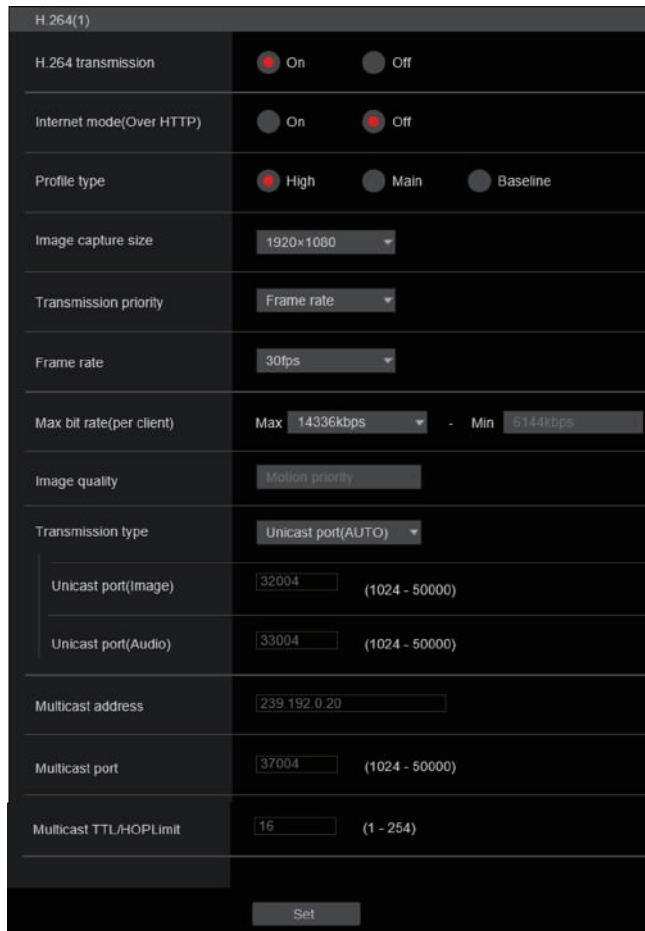 H.264(1)
H.264 transmission On Off
Internet mode(Over HTTP) On Off
Profile type High Main Baseline
Image capture size 1920×1080
Transmission priority Frame rate
Frame rate 30fps
Max bit rate(per client) Max 14336kbps - Min 6144kbps
Image quality Motion priority
Transmission type Unicast port(AUTO)
Unicast port(Image) 32004 (1024 - 50000)
Unicast port(Audio) 33004 (1024 - 50000)
Multicast address 239.192.0.20
Multicast port 37004 (1024 - 50000)
Multicast TTL/HOPLimit 16 (1 - 254)
Set